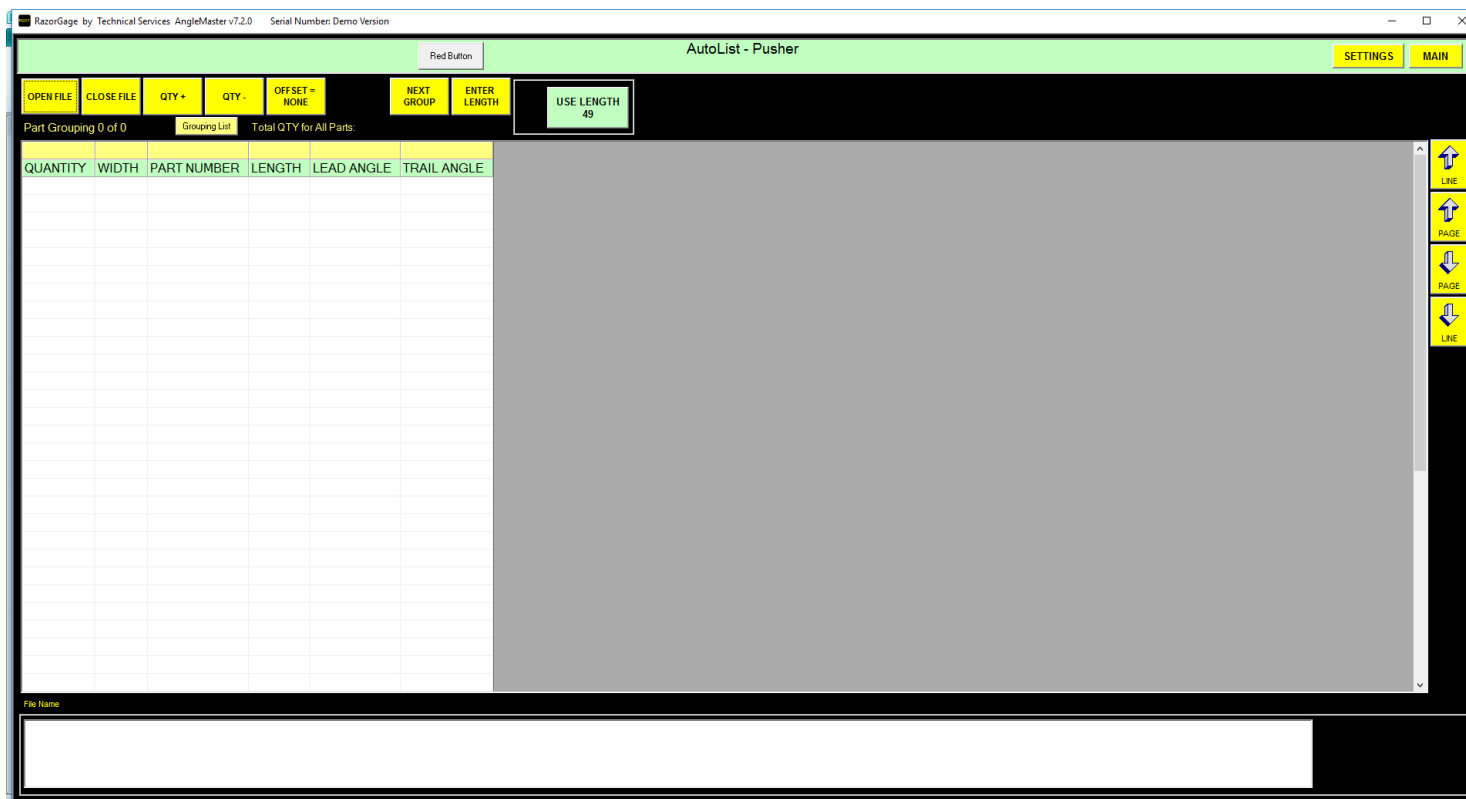 RazorGage by Technical Services AngleMaster v7.2.0 Serial Number: Demo Version
Red Button
AutoList - Pusher
SETTINGS
MAIN
OPEN FILE
CLOSE FILE
QTY +
QTY -
OFFSET =
NONE
NEXT
GROUP
ENTER
LENGTH
USE LENGTH
49
Part Grouping 0 of 0
Grouping List
Total QTY for All Parts:
QUANTITY WIDTH PART NUMBER LENGTH LEAD ANGLE TRAIL ANGLE
LINE
PAGE
PAGE
LINE
File Name